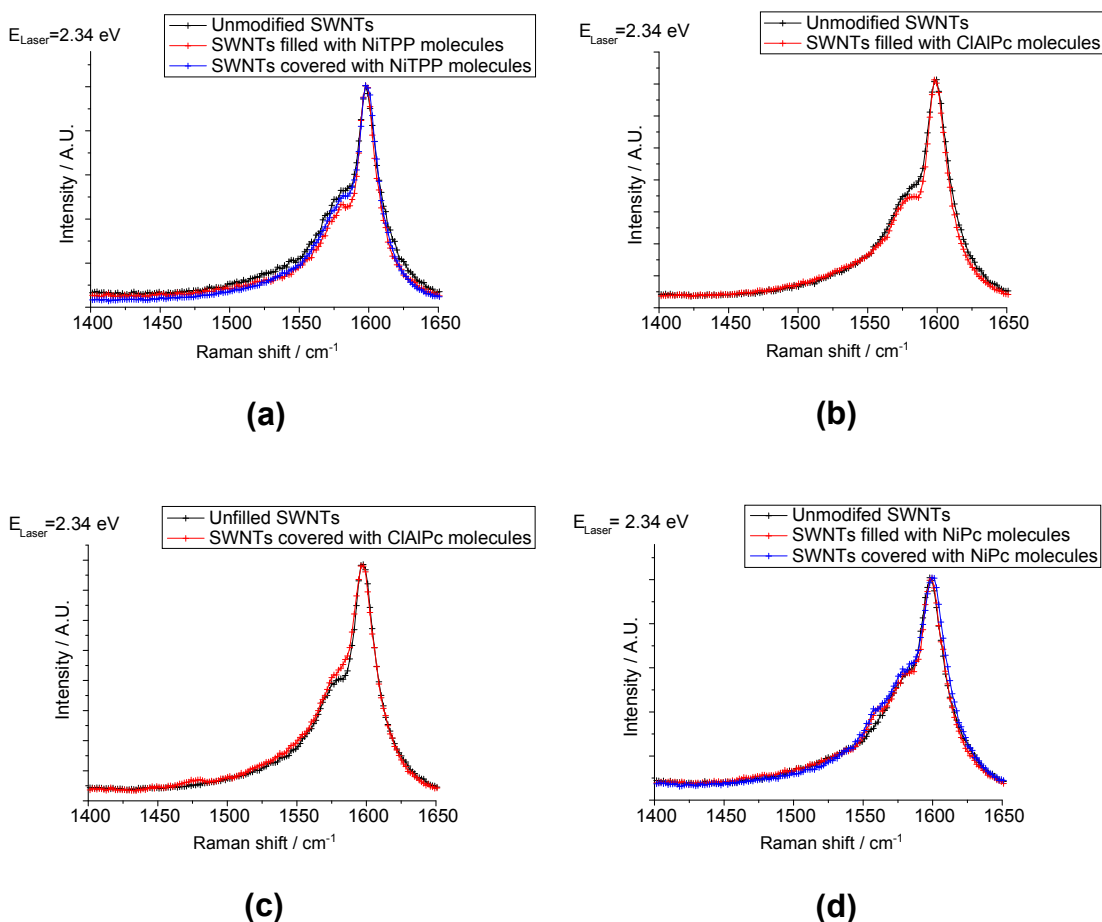 E_Laser=2.34 eV
Unmodified SWNTs
SWNTs filled with NiTPP molecules
SWNTs covered with NiTPP molecules
Intensity / A.U.
1400 1450 1500 1550 1600 1650
Raman shift / cm⁻¹
(a)
E_Laser=2.34 eV
Unmodified SWNTs
SWNTs filled with ClAlPc molecules
Intensity / A.U.
1400 1450 1500 1550 1600 1650
Raman shift / cm⁻¹
(b)
E_Laser=2.34 eV
Unfilled SWNTs
SWNTs covered with ClAlPc molecules
Intensity / A.U.
1400 1450 1500 1550 1600 1650
Raman shift / cm⁻¹
(c)
E_Laser= 2.34 eV
Unmodifed SWNTs
SWNTs filled with NiPc molecules
SWNTs covered with NiPc molecules
Intensity / A.U.
1400 1450 1500 1550 1600 1650
Raman shift / cm⁻¹
(d)